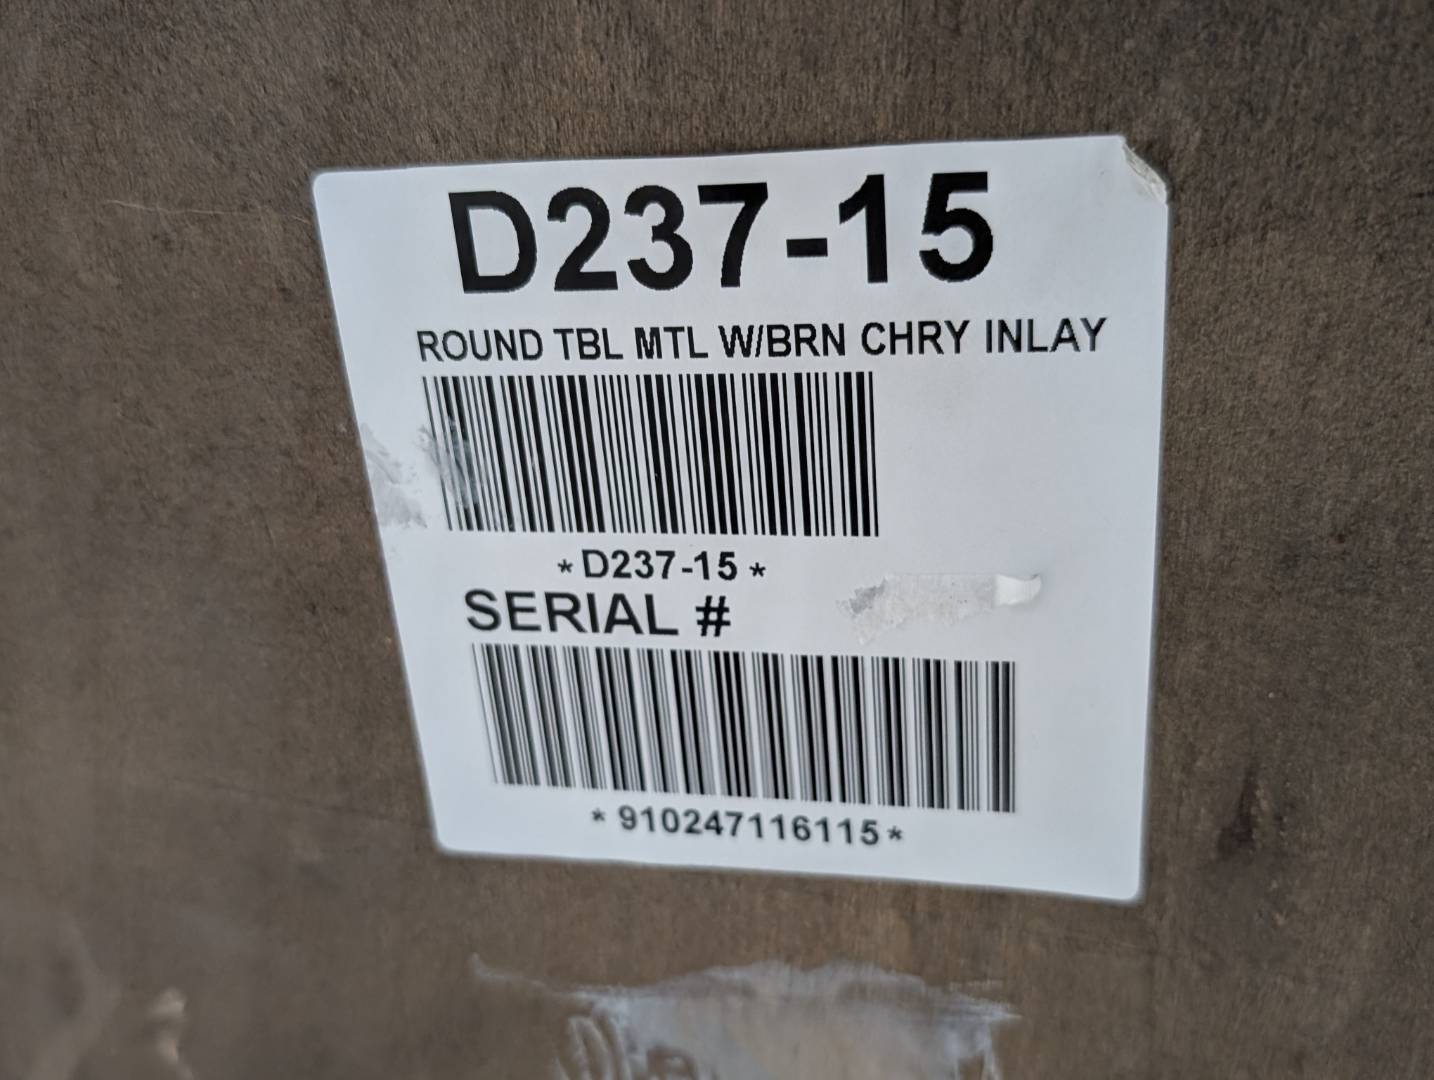 D237-15
ROUND TBL MTL W/BRN CHRY INLAY
*D237-15*
SERIAL #
*910247116115*